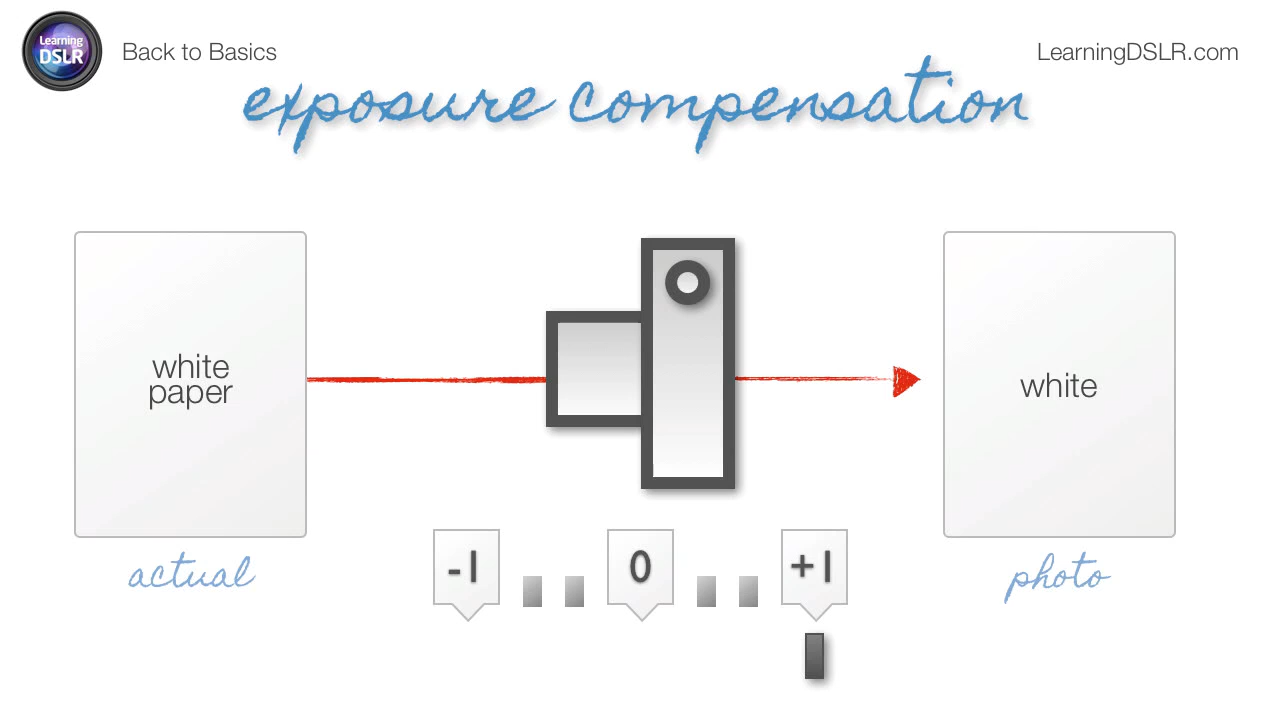 Learning
DSLR
Back to Basics
LearningDSLR.com
exposure compensation
white
paper
white
actual
photo
-1
0
+1